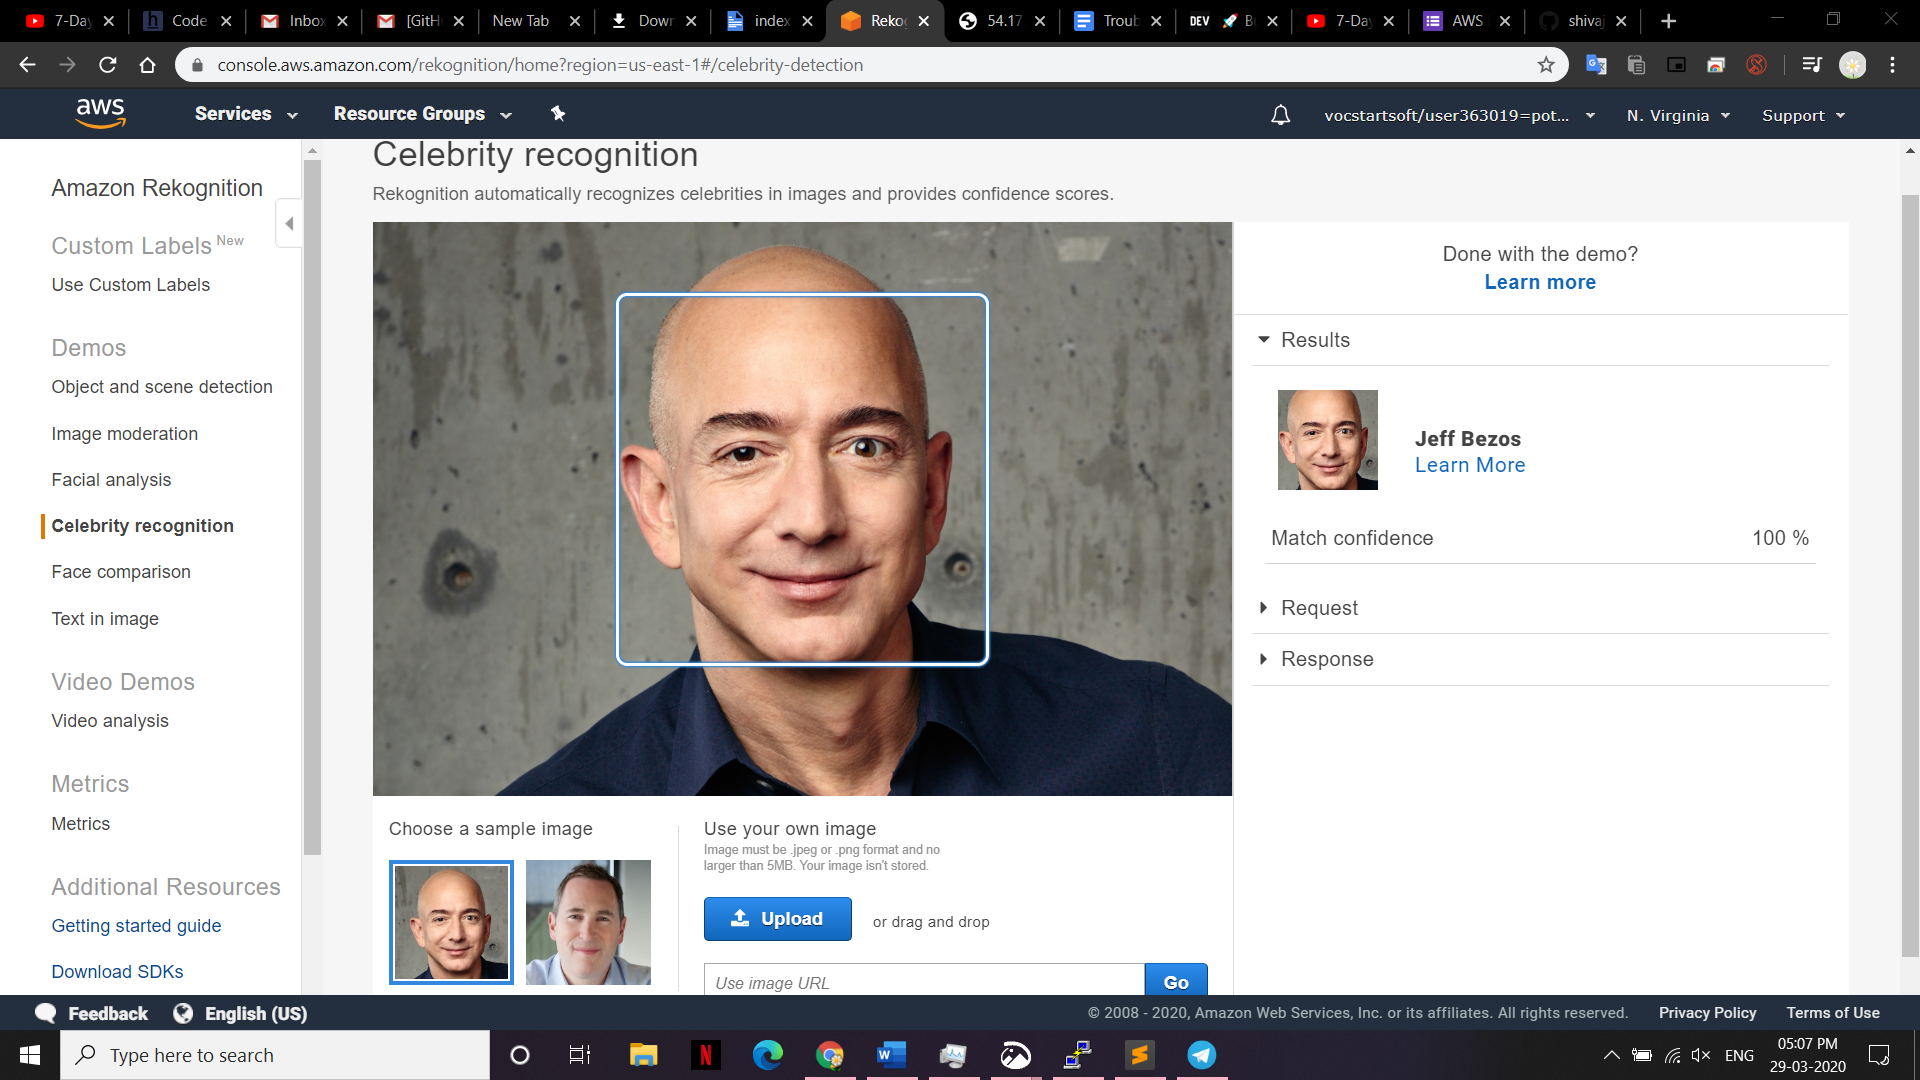 7-Day
Code
Inbox
[GitH
New Tab
Down
index
Rekog
54.17
Troub
DEV
Bu
7-Day
AWS
shivaj
console.aws.amazon.com/rekognition/home?region=us-east-1#/celebrity-detection
aws
Services
Resource Groups
vocstartsoft/user363019=pot...
N. Virginia
Support
Amazon Rekognition
Custom Labels New
Use Custom Labels
Demos
Object and scene detection
Image moderation
Facial analysis
Celebrity recognition
Face comparison
Text in image
Video Demos
Video analysis
Metrics
Metrics
Additional Resources
Getting started guide
Download SDKs
Celebrity recognition
Rekognition automatically recognizes celebrities in images and provides confidence scores.
Done with the demo?
Learn more
Results
Jeff Bezos
Learn More
Match confidence 100 %
Request
Response
Choose a sample image
Use your own image
Image must be .jpeg or .png format and no
larger than 5MB. Your image isn't stored.
Upload or drag and drop
Use image URL
Go
Feedback
English (US)
© 2008 - 2020, Amazon Web Services, Inc. or its affiliates. All rights reserved.
Privacy Policy
Terms of Use
Type here to search
ENG
05:07 PM
29-03-2020